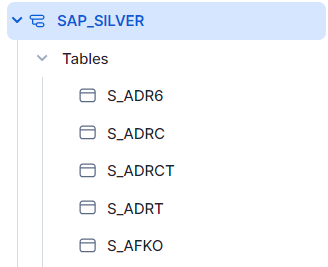 SAP_SILVER
Tables
S_ADR6
S_ADRC
S_ADRCT
S_ADRT
S_AFKO